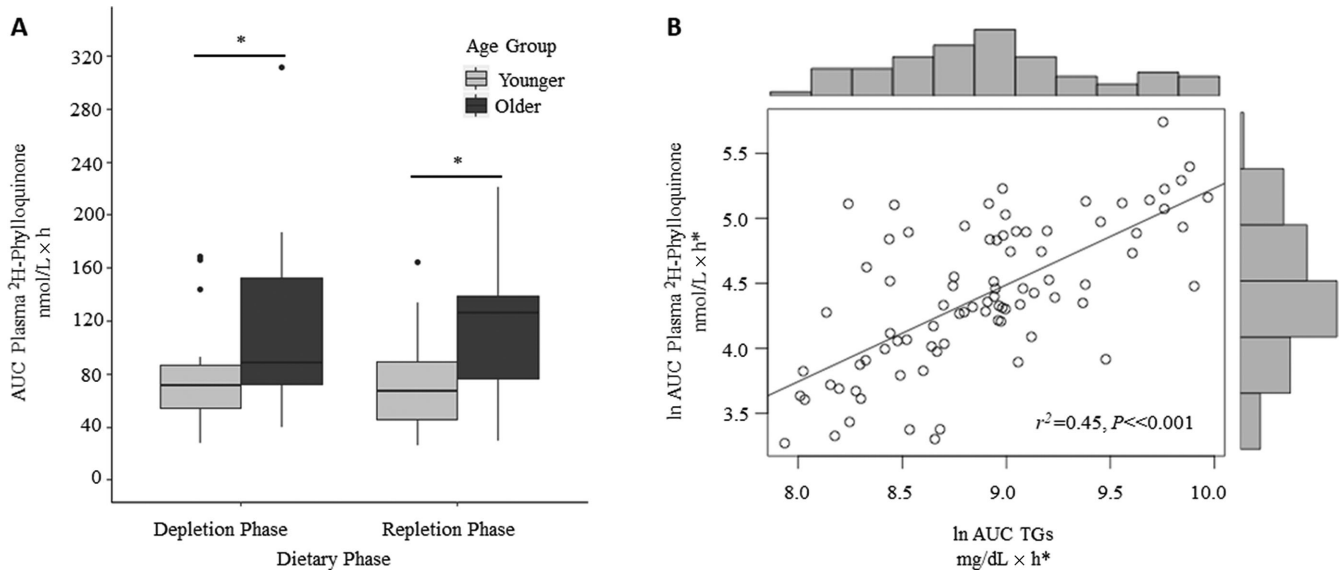 A
AUC Plasma ²H-Phylloquinone
nmol/L × h
320
280
240
200
160
120
80
40
0
*
*
Age Group
Younger
Older
Depletion Phase
Repletion Phase
Dietary Phase
B
ln AUC Plasma ²H-Phylloquinone
nmol/L × h*
5.5
5.0
4.5
4.0
3.5
r²=0.45, P<<0.001
8.0
8.5
9.0
9.5
10.0
ln AUC TGs
mg/dL × h*